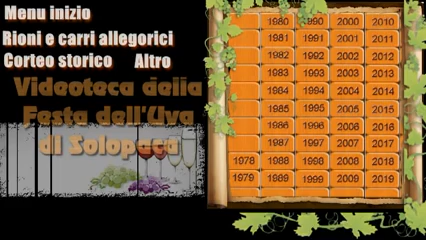 Menu inizio
Rioni e carri allegorici
Corteo storico Altro
Videoteca della
Festa dell'Uva
di Solopaca
1980 1990 2000 2010
1981 1991 2001 2011
1982 1992 2002 2012
1983 1993 2003 2013
1984 1994 2004 2014
1985 1995 2005 2015
1986 1996 2006 2016
1987 1997 2007 2017
1978 1988 1998 2008 2018
1979 1989 1999 2009 2019